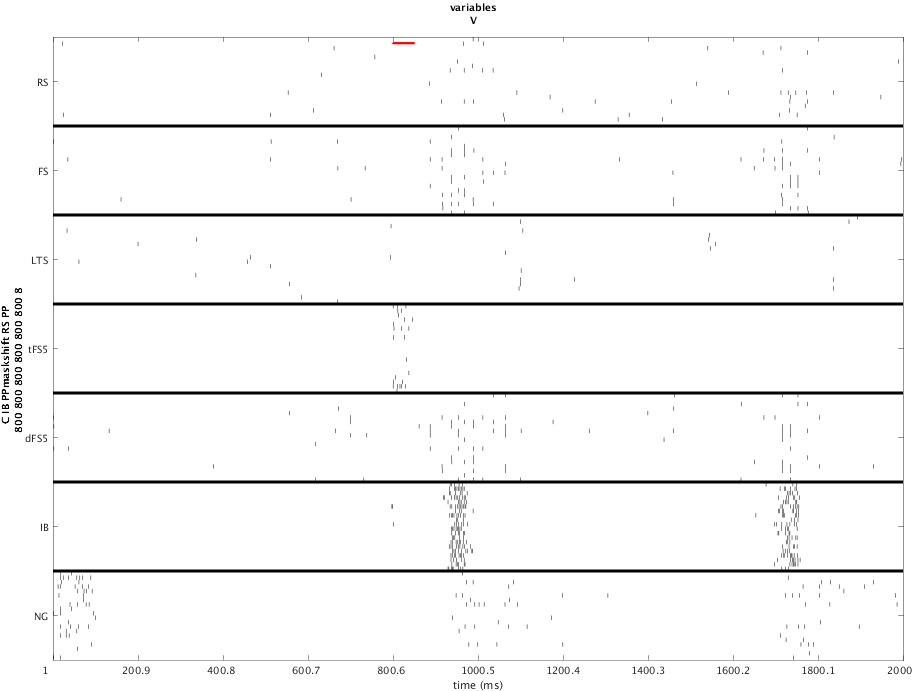 variables
V
C IB PPmaskshift RS PP
800 800 800 800 800 800 8
RS
FS
LTS
tFS5
dFS5
IB
NG
1 200.9 400.8 600.7 800.6 1000.5 1200.4 1400.3 1600.2 1800.1 2000
time (ms)